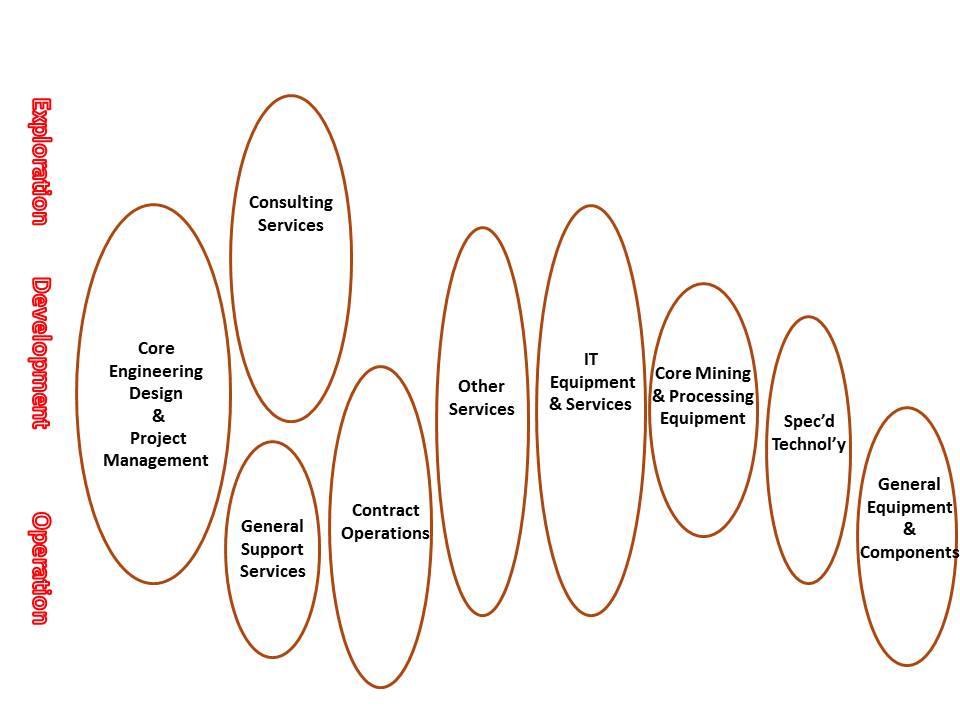 Exploration
Development
Operation
Core
Engineering
Design
&
Project
Management
Consulting
Services
General
Support
Services
Contract
Operations
Other
Services
IT
Equipment
& Services
Core Mining
& Processing
Equipment
Spec’d
Technol’y
General
Equipment
&
Components